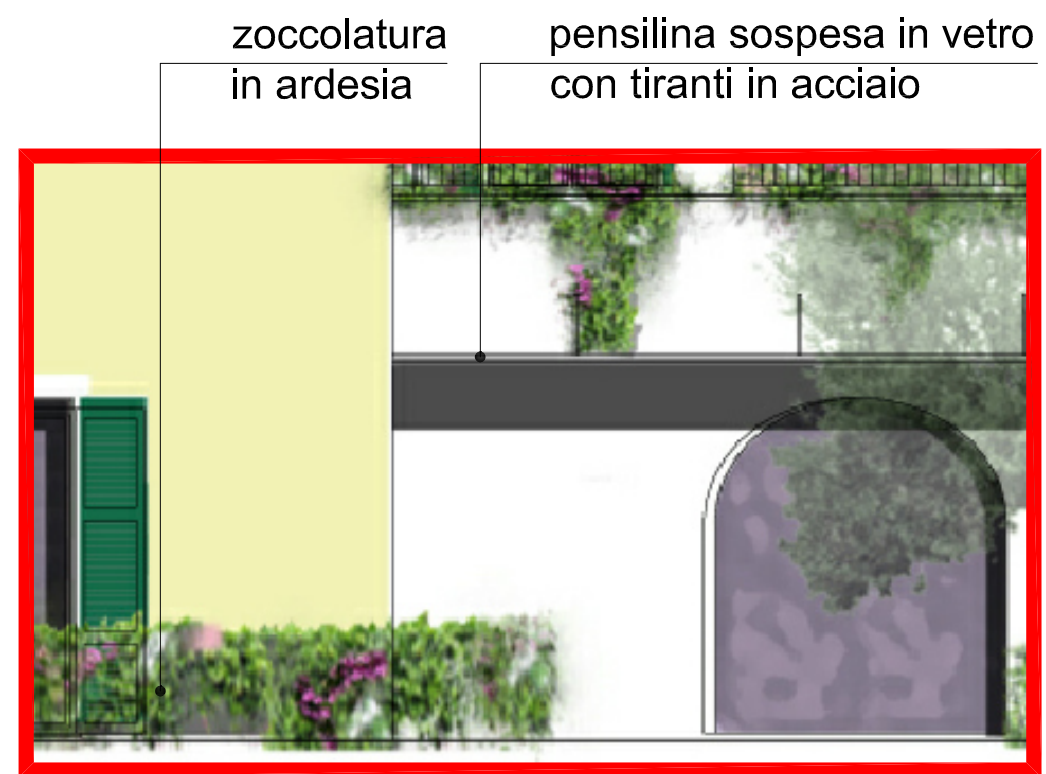 zoccolatura
in ardesia
pensilina sospesa in vetro
con tiranti in acciaio